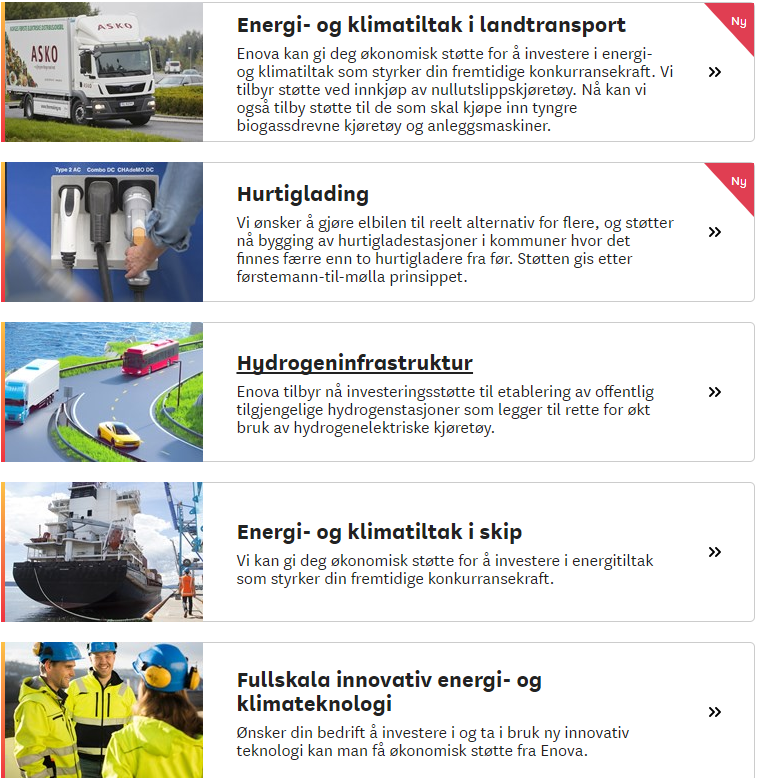 ASKO
Energi- og klimatiltak i landtransport
Ny
Enova kan gi deg økonomisk støtte for å investere i energi-
og klimatiltak som styrker din fremtidige konkurransekraft. Vi
tilbyr støtte ved innkjøp av nullutslippskjøretøy. Nå kan vi
også tilby støtte til de som skal kjøpe inn tyngre
biogassdrevne kjøretøy og anleggsmaskiner.
Type 2 AC Combo DC CHAdeMO DC
Hurtiglading
Ny
Vi ønsker å gjøre elbilen til reelt alternativ for flere, og støtter
nå bygging av hurtigladestasjoner i kommuner hvor det
finnes færre enn to hurtigladere fra før. Støtten gis etter
førstemann-til-mølla prinsippet.
Hydrogeninfrastruktur
Enova tilbyr nå investeringsstøtte til etablering av offentlig
tilgjengelige hydrogenstasjoner som legger til rette for økt
bruk av hydrogenelektriske kjøretøy.
Energi- og klimatiltak i skip
Vi kan gi deg økonomisk støtte for å investere i energitiltak
som styrker din fremtidige konkurransekraft.
Fullskala innovativ energi- og
klimateknologi
Ønsker din bedrift å investere i og ta i bruk ny innovativ
teknologi kan man få økonomisk støtte fra Enova.